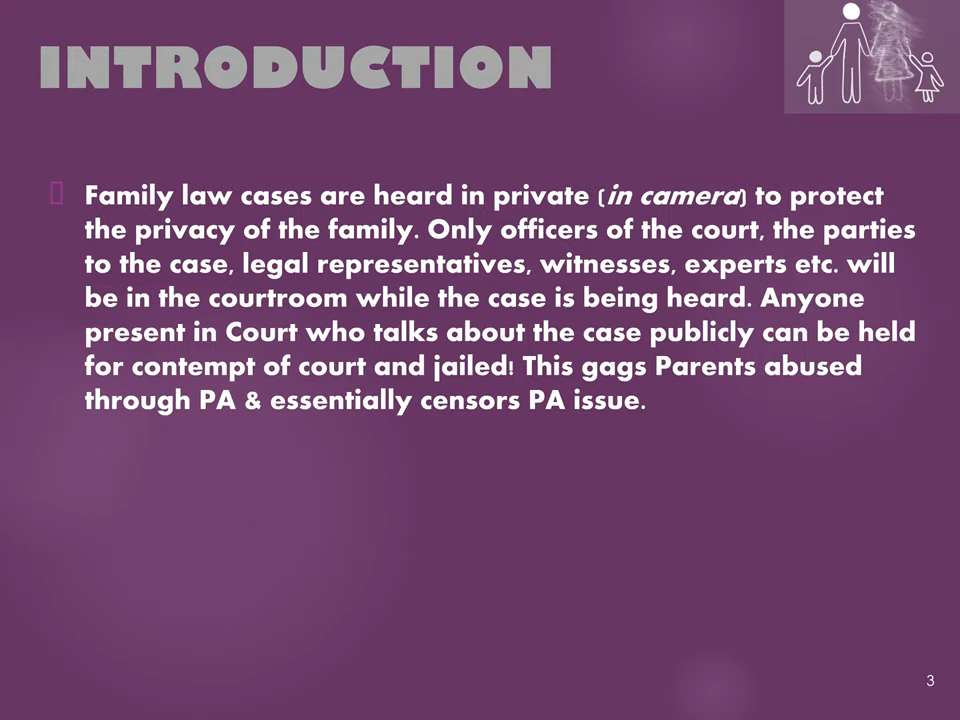 INTRODUCTION
Family law cases are heard in private (in camera) to protect
the privacy of the family. Only officers of the court, the parties
to the case, legal representatives, witnesses, experts etc. will
be in the courtroom while the case is being heard. Anyone
present in Court who talks about the case publicly can be held
for contempt of court and jailed! This gags Parents abused
through PA & essentially censors PA issue.
3